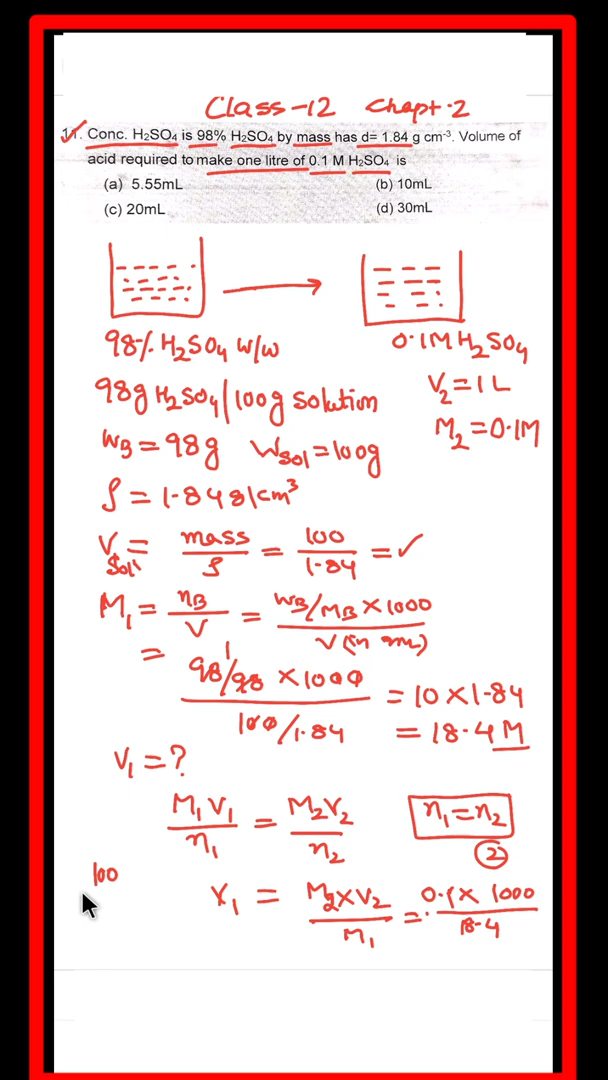 Class-12 Chapt.2
11. Conc. H2SO4 is 98% H2SO4 by mass has d= 1.84 g cm⁻³. Volume of
acid required to make one litre of 0.1 M H2SO4 is
(a) 5.55mL (b) 10mL
(c) 20mL (d) 30mL
98% H2SO4 W/W 0.1M H2SO4
98g H2SO4/100g solution V2=1L
WB=98g Wsol=100g M2=0.1M
ρ=1.84g/cm³
Vsol = mass/ρ = 100/1.84 = ✓
M1 = nB/V = WB/MB×1000/V(in mL)
= 98/98 ×1000 / 100/1.84 = 10×1.84
1
= 18.4 M
V1=?
M1V1/n1 = M2V2/n2 n1=n2
2
100
V1 = M2×V2/M1 = 0.1×1000/18.4